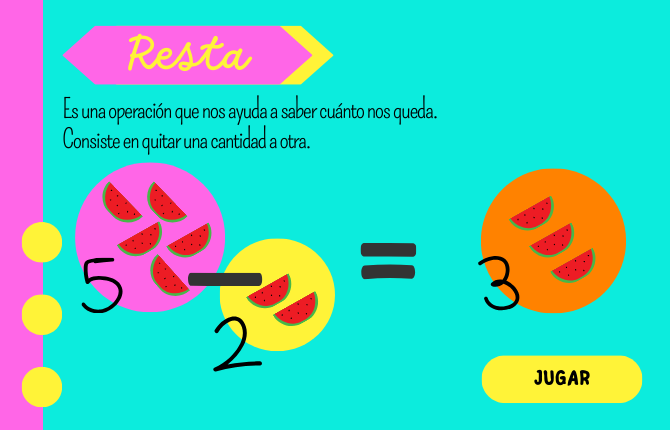 Resta
Es una operación que nos ayuda a saber cuánto nos queda.
Consiste en quitar una cantidad a otra.
5 - 2 = 3
JUGAR